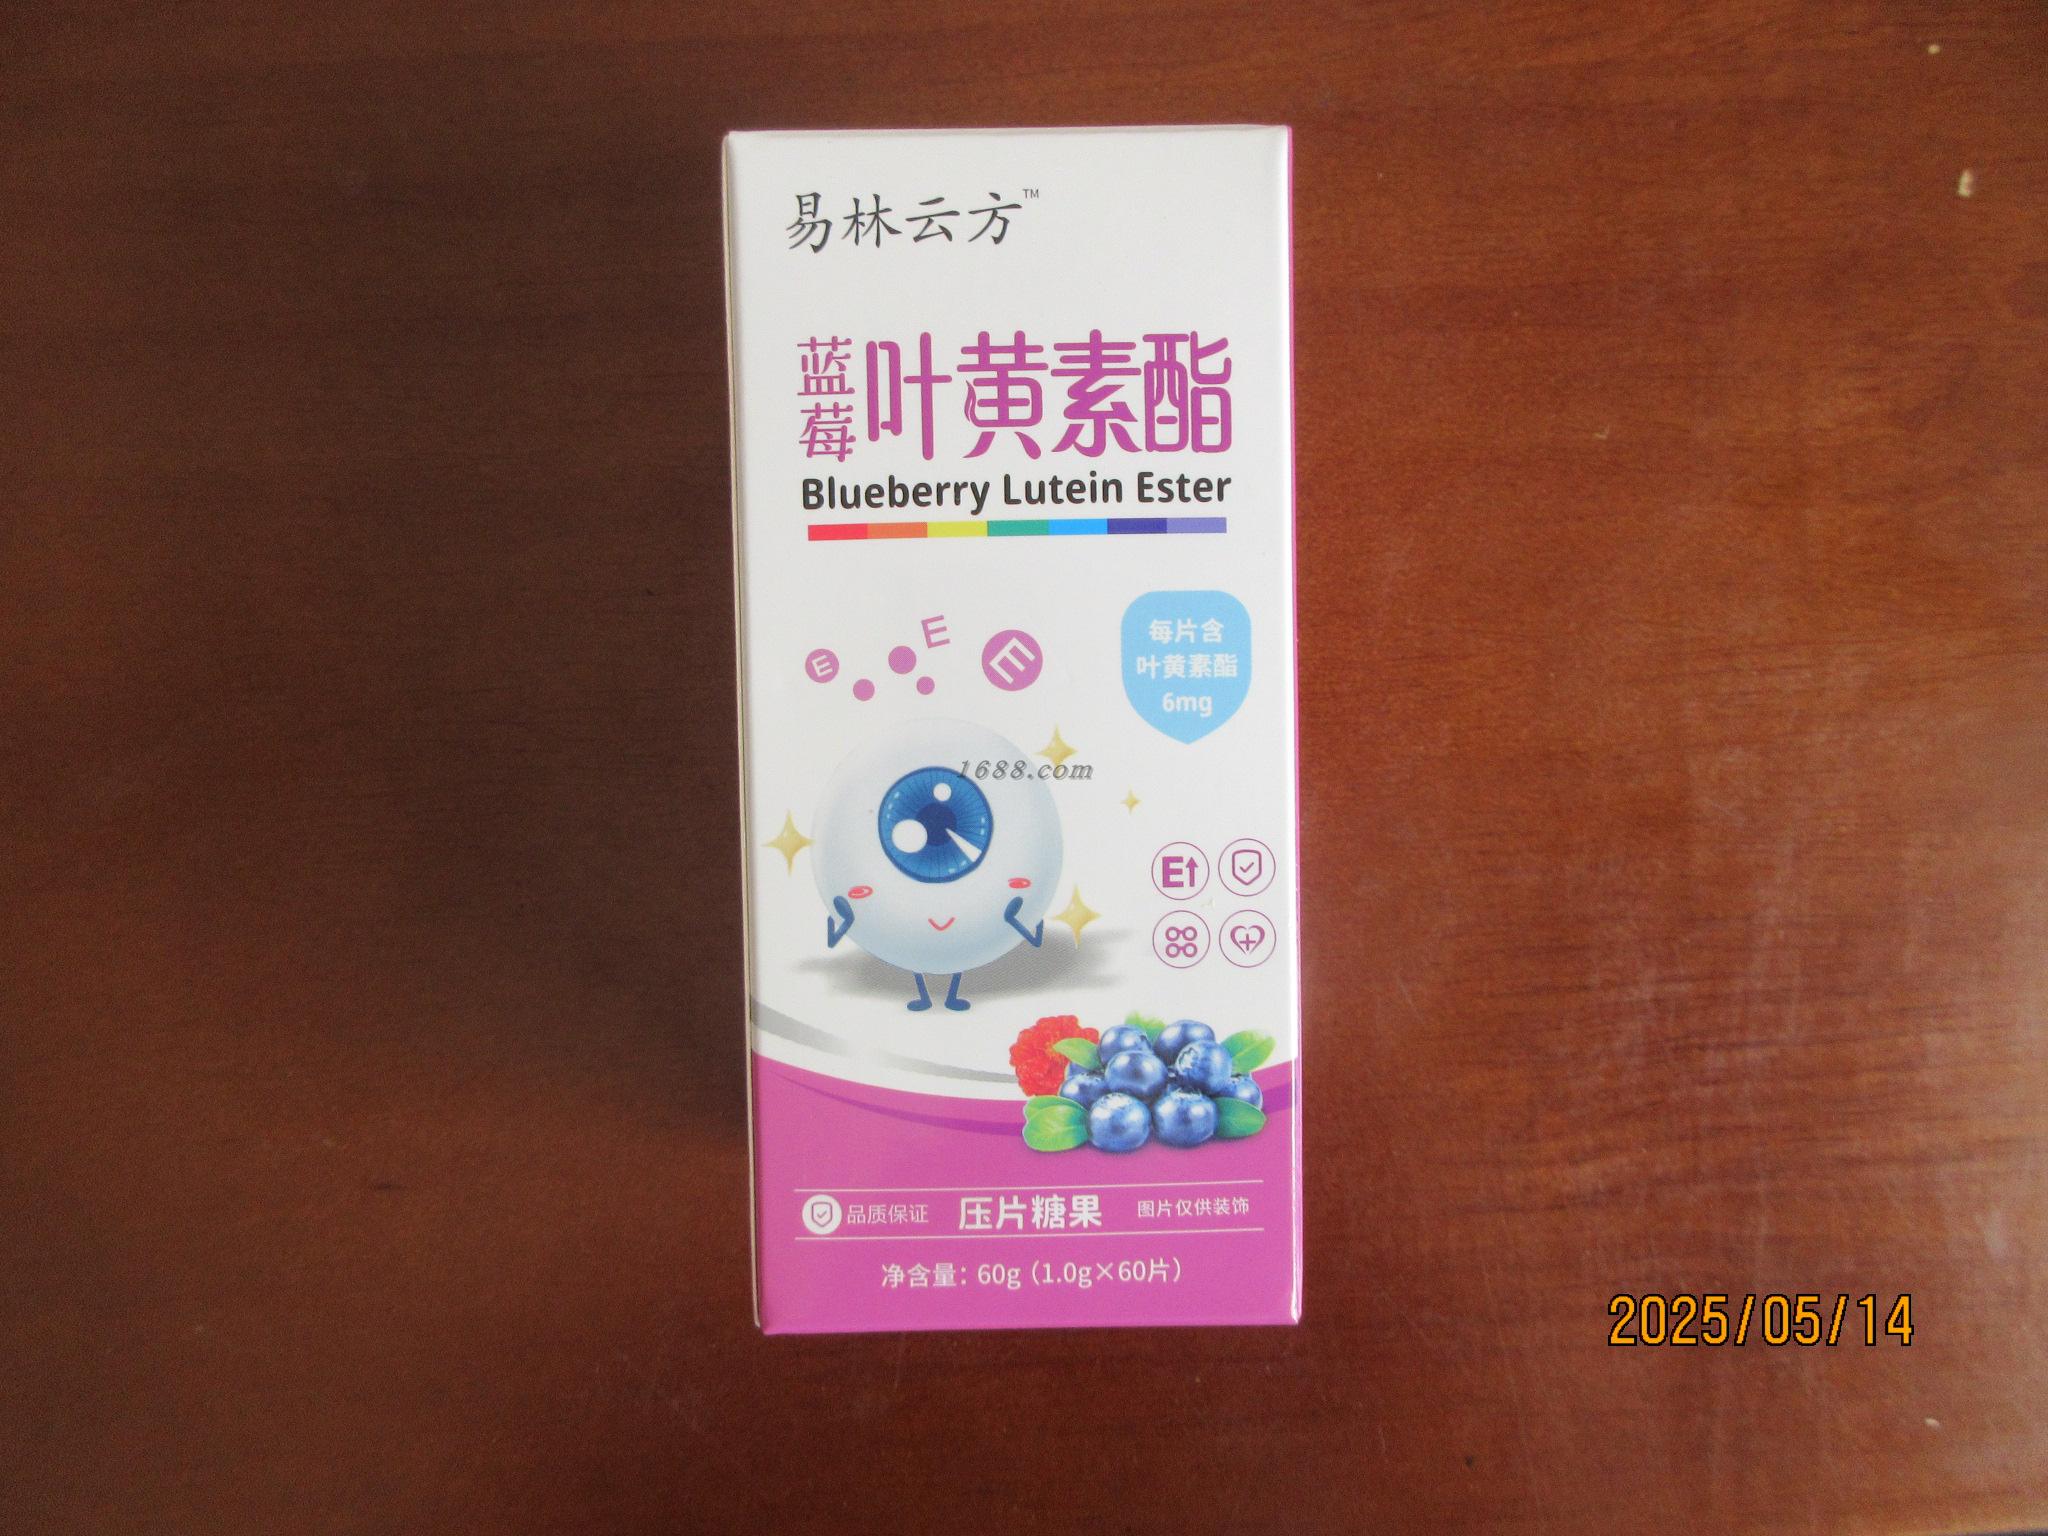 易林云方™
蓝莓叶黄素酯
Blueberry Lutein Ester
E
E
E
每片含
叶黄素酯
6mg
1688.com
E↑
品质保证 压片糖果 图片仅供装饰
净含量：60g（1.0g×60片）
2025/05/14